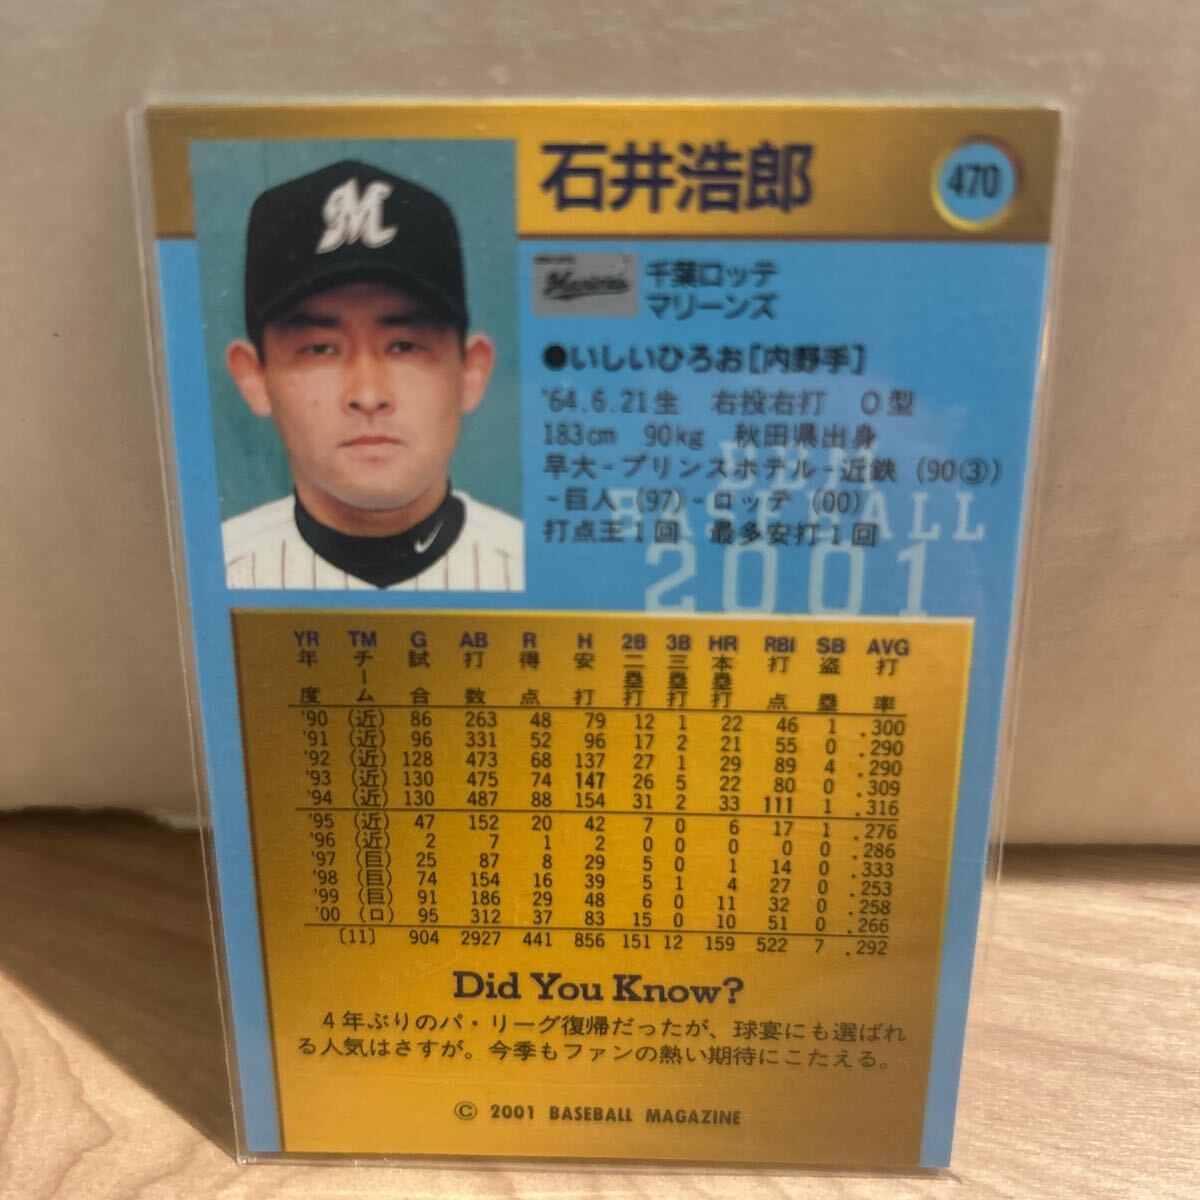 石井浩郎
470
M
Marines
千葉ロッテ
マリーンズ
●いしいひろお[内野手]
'64.6.21生 右投右打 O型
183cm 90kg 秋田県出身
早大-プリンスホテル-近鉄(90③)
-巨人(97)-ロッテ(00)
打点王1回 最多安打1回
BBM
BASEBALL
2001
YR TM G AB R H 2B 3B HR RBI SB AVG
年度 チーム 試合 打数 得点 安打 二塁打 三塁打 本塁打 打点 盗塁 打率
'90 (近) 86 263 48 79 12 1 22 46 1 .300
'91 (近) 96 331 52 96 17 2 21 55 0 .290
'92 (近) 128 473 68 137 27 1 29 89 4 .290
'93 (近) 130 475 74 147 26 5 22 80 0 .309
'94 (近) 130 487 88 154 31 2 33 111 1 .316
'95 (近) 47 152 20 42 7 0 6 17 1 .276
'96 (近) 2 7 1 2 0 0 0 0 0 .286
'97 (巨) 25 87 8 29 5 0 1 14 0 .333
'98 (巨) 74 154 16 39 5 1 4 27 0 .253
'99 (巨) 91 186 29 48 6 0 11 32 0 .258
'00 (ロ) 95 312 37 83 15 0 10 51 0 .266
〔11〕 904 2927 441 856 151 12 159 522 7 .292
Did You Know?
4年ぶりのパ・リーグ復帰だったが、球宴にも選ばれ
る人気はさすが。今季もファンの熱い期待にこたえる。
© 2001 BASEBALL MAGAZINE